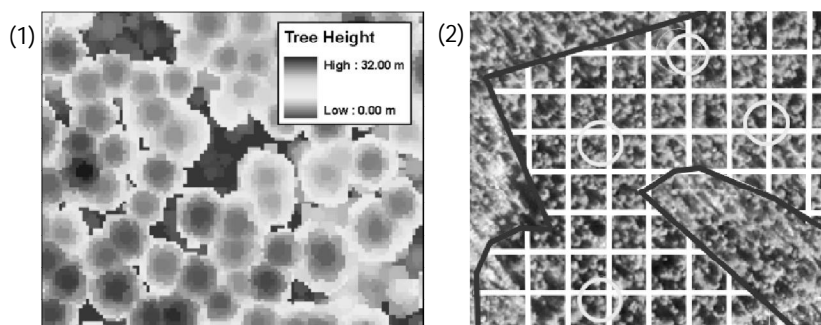 (1)
Tree Height
High : 32.00 m
Low : 0.00 m
(2)